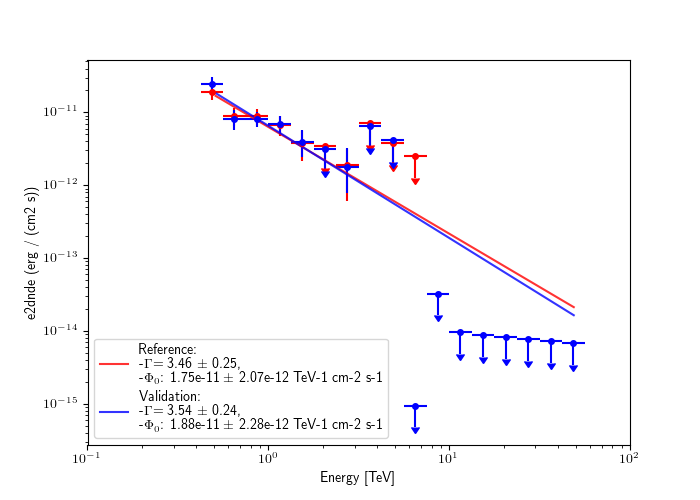 e2dnde (erg / (cm2 s))
10⁻¹¹
10⁻¹²
10⁻¹³
10⁻¹⁴
10⁻¹⁵
Reference:
-Γ= 3.46 ± 0.25,
-Φ₀: 1.75e-11 ± 2.07e-12 TeV-1 cm-2 s-1
Validation:
-Γ= 3.54 ± 0.24,
-Φ₀: 1.88e-11 ± 2.28e-12 TeV-1 cm-2 s-1
10⁻¹ 10⁰ 10¹ 10²
Energy [TeV]